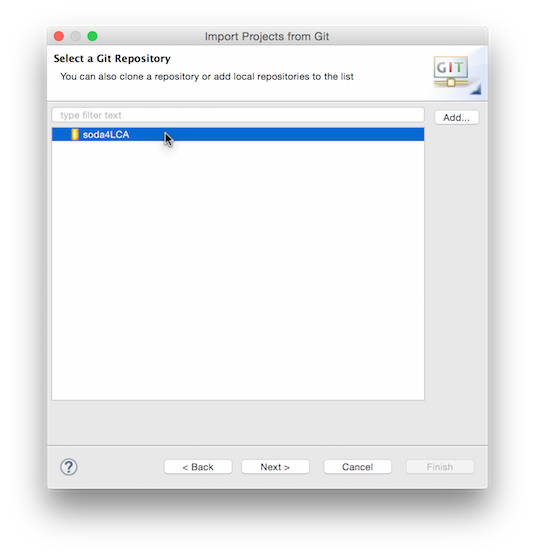 Import Projects from Git
Select a Git Repository
You can also clone a repository or add local repositories to the list
GIT
type filter text
Add...
soda4LCA
?
< Back
Next >
Cancel
Finish